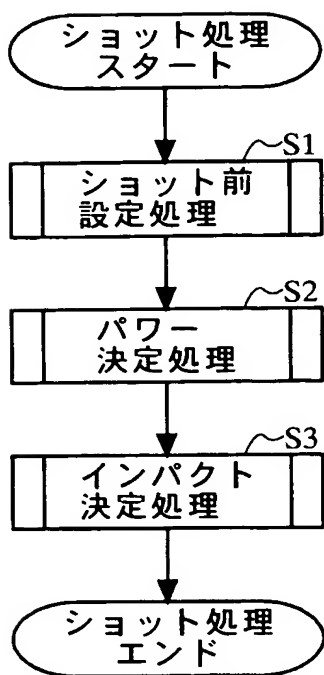 ショット処理
スタート
S1
ショット前
設定処理
S2
パワー
決定処理
S3
インパクト
決定処理
ショット処理
エンド